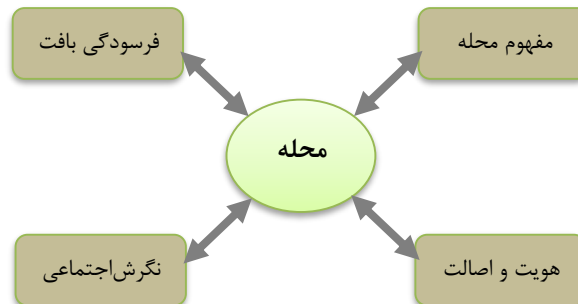 مفهوم محله
فرسودگی بافت
محله
هویت و اصالت
نگرش‌اجتماعی